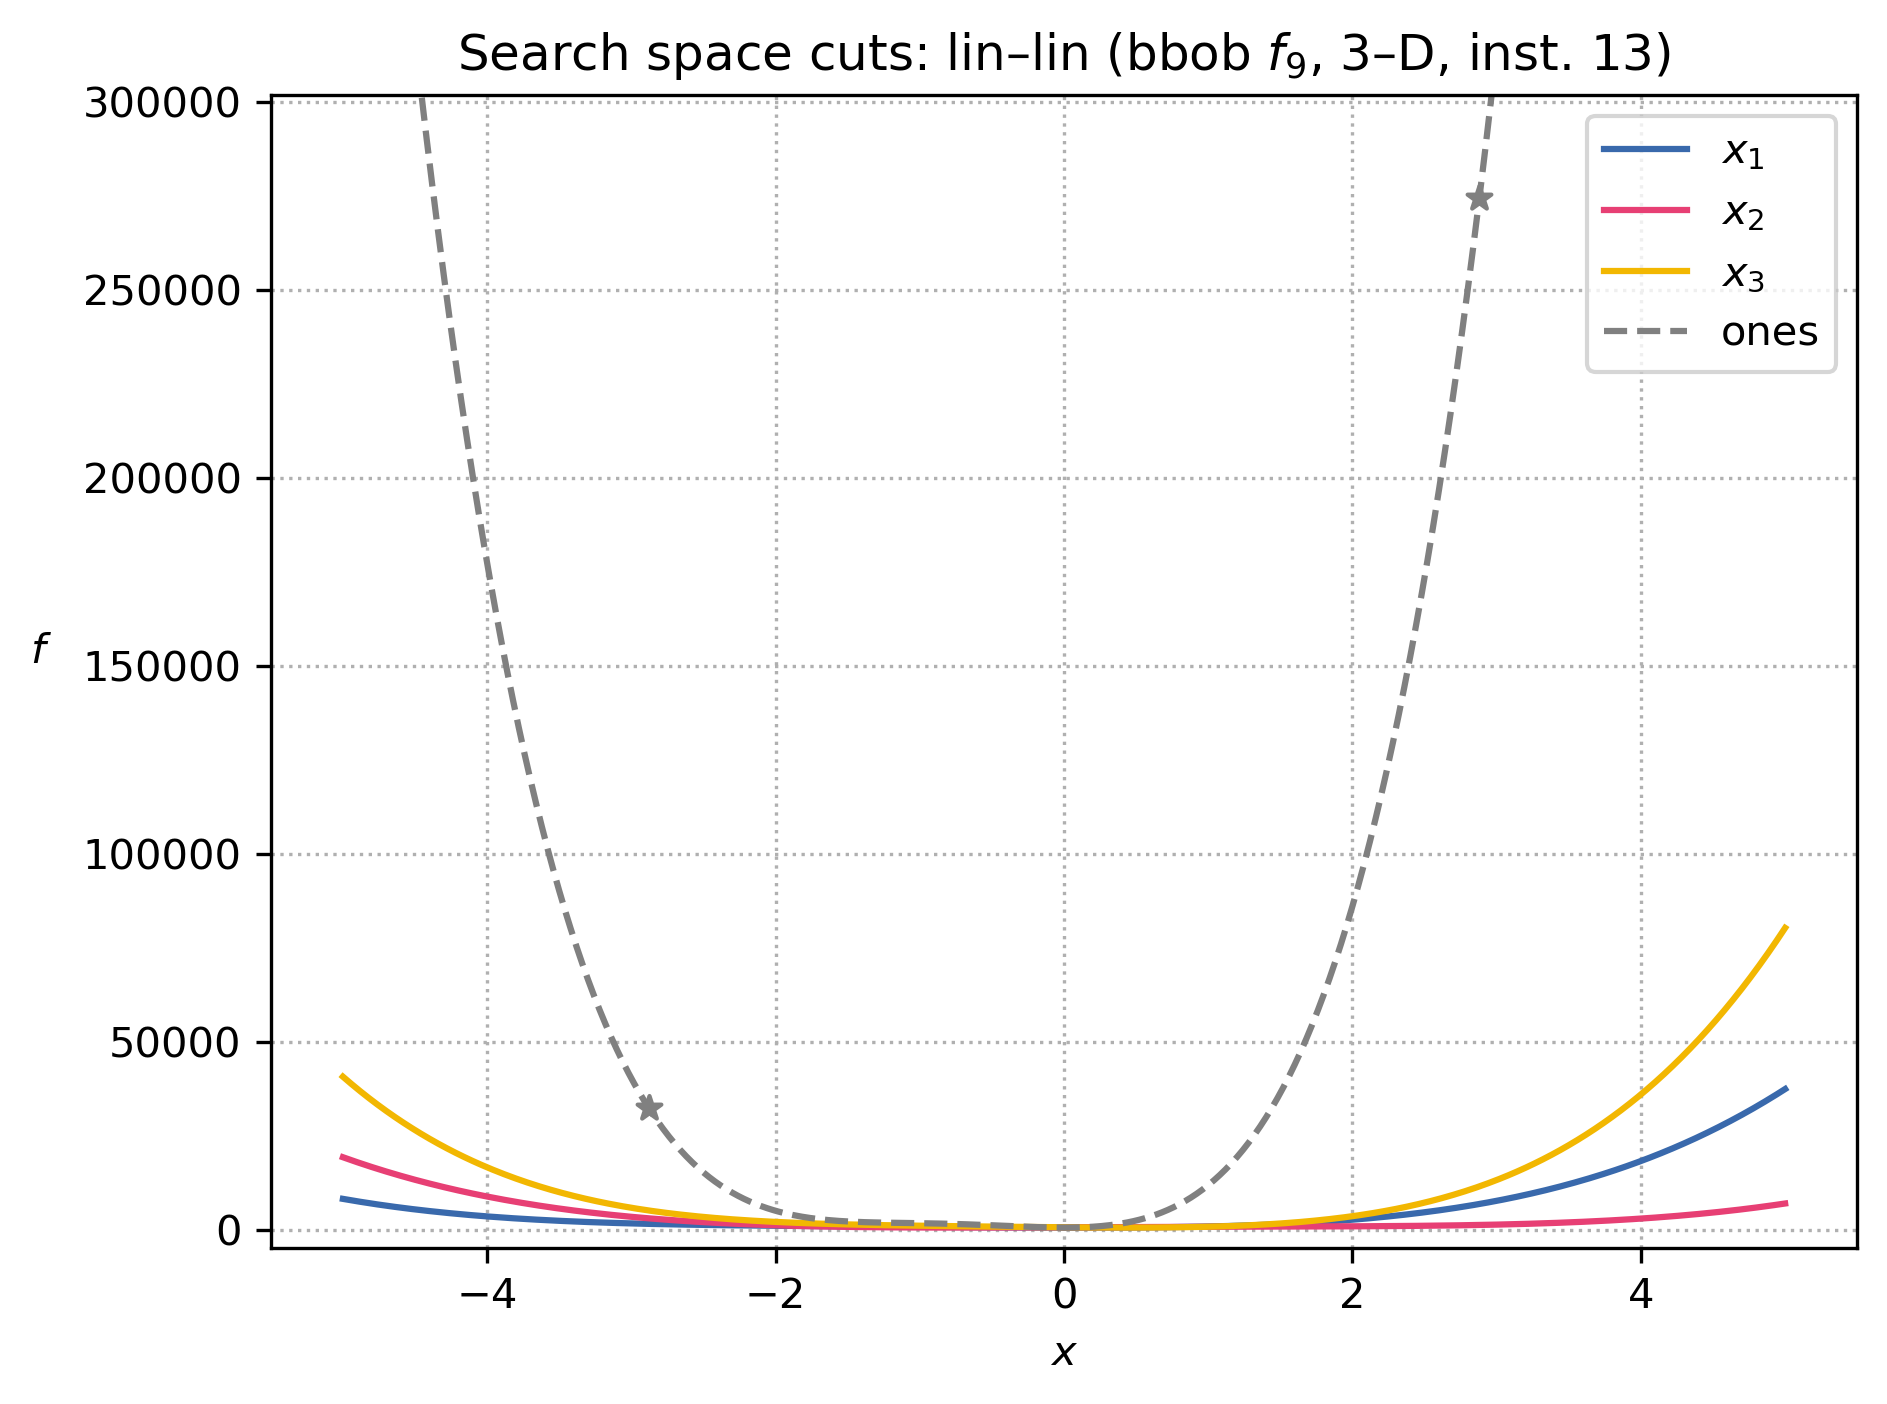 Search space cuts: lin–lin (bbob f₉, 3–D, inst. 13)
300000
250000
200000
150000
100000
50000
0
f
x₁
x₂
x₃
ones
−4
−2
0
2
4
x